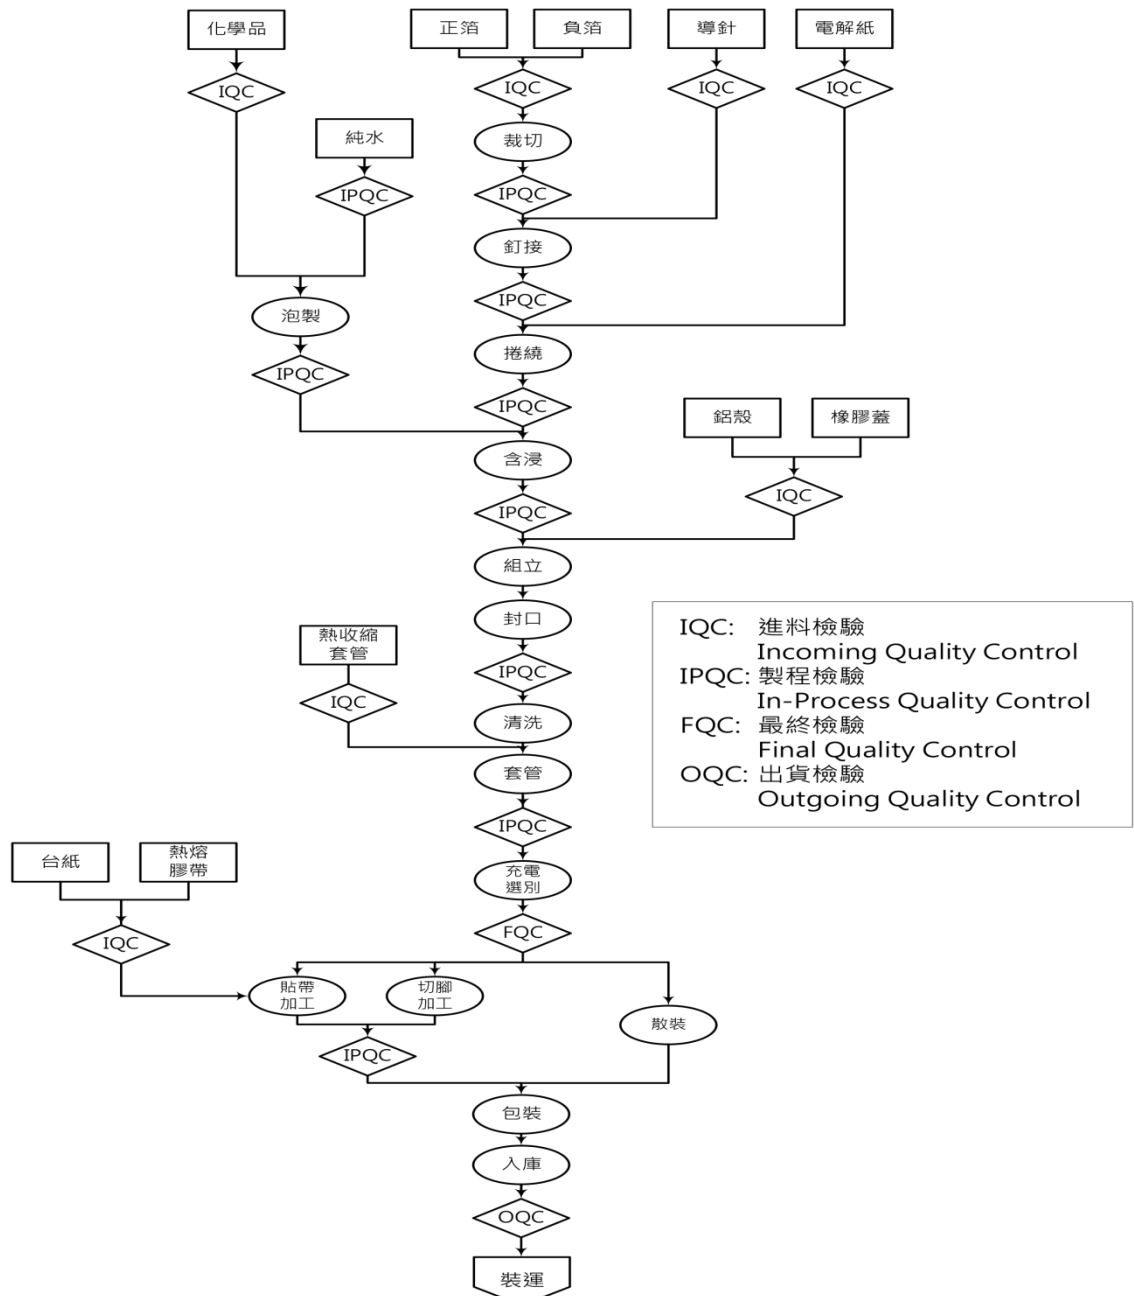 化學品
正箔
負箔
導針
電解紙
IQC
IQC
IQC
IQC
純水
裁切
IPQC
IPQC
釘接
IPQC
泡製
捲繞
IPQC
IPQC
鋁殼
橡膠蓋
含浸
IQC
IPQC
組立
封口
熱收縮
套管
IPQC
IQC
清洗
套管
IPQC
IQC: 進料檢驗
Incoming Quality Control
IPQC: 製程檢驗
In-Process Quality Control
FQC: 最終檢驗
Final Quality Control
OQC: 出貨檢驗
Outgoing Quality Control
台紙
熱熔
膠帶
充電
選別
IQC
FQC
貼帶
加工
切腳
加工
散裝
IPQC
包裝
入庫
OQC
裝運